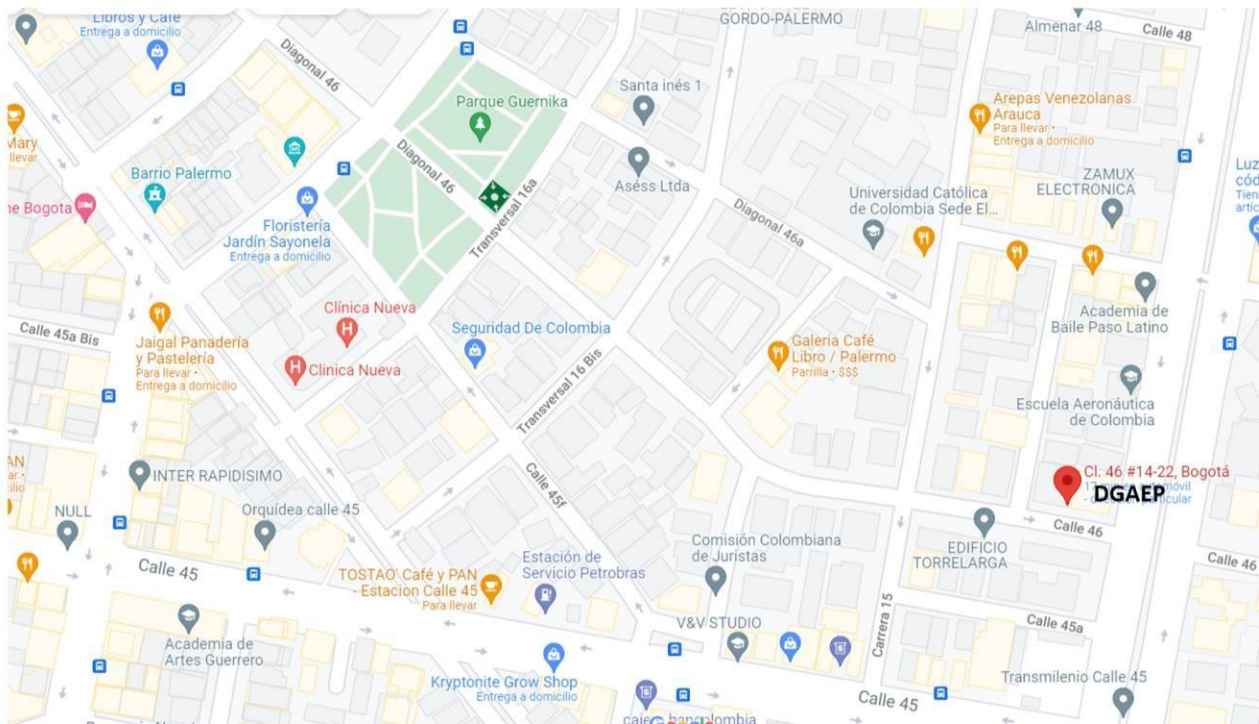 Libros y Café
Entrega a domicilio
Diagonal 46
GORDO-PALERMO
Almenar 48
Calle 48
Santa inés 1
Parque Guernika
Arepas Venezolanas
Arauca
Para llevar •
Entrega a domicilio
Mary
llevar
Diagonal 46
Barrio Palermo
Aséss Ltda
ZAMUX
ELECTRONICA
Luz
códi
Tien
artíc
Universidad Católica
de Colombia Sede El...
ne Bogota
Transversal 16a
Diagonal 46a
Floristería
Jardín Sayonela
Entrega a domicilio
Clínica Nueva
Academia de
Baile Paso Latino
Calle 45a Bis
Jaigal Panadería
y Pastelería
Para llevar •
Entrega a domicilio
Seguridad De Colombia
Galeria Café
Libro / Palermo
Parrilla • $$$
Clinica Nueva
Transversal 16 Bis
Escuela Aeronáutica
de Colombia
AN
INTER RAPIDISIMO
Calle 45f
Cl. 46 #14-22, Bogotá
DGAEP
NULL
Orquídea calle 45
Calle 46
Comisión Colombiana
de Juristas
EDIFICIO
TORRELARGA
Calle 46
Calle 45
Estación de
Servicio Petrobras
TOSTAO' Café y PAN
- Estacion Calle 45
Para llevar
V&V STUDIO
Carrera 15
Calle 45a
Academia de
Artes Guerrero
Kryptonite Grow Shop
Entrega a domicilio
Calle 45
Transmilenio Calle 45